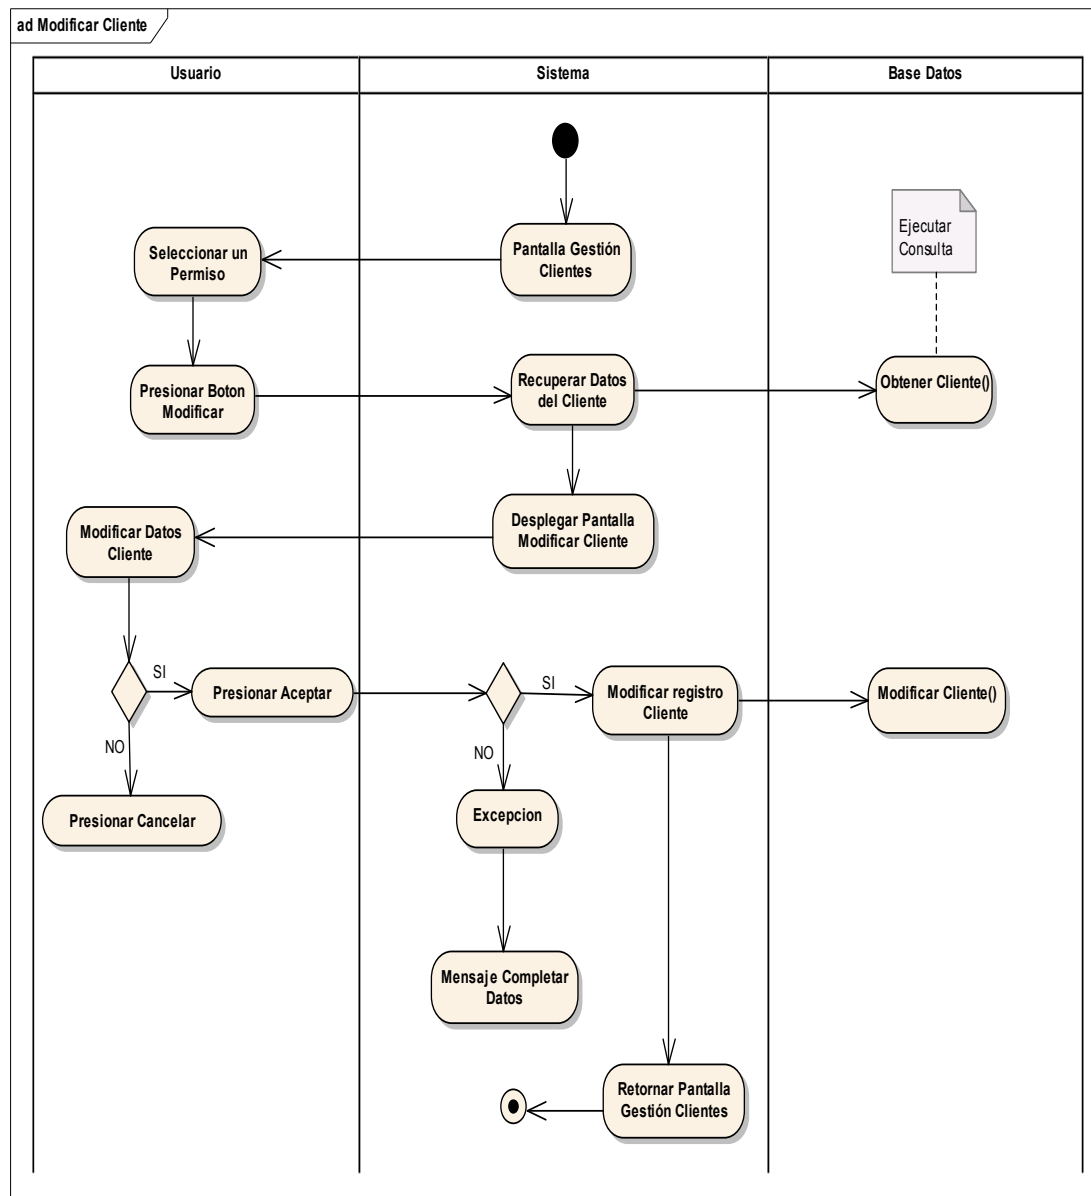 ad Modificar Cliente
Usuario
Sistema
Base Datos
Ejecutar
Consulta
Seleccionar un
Permiso
Pantalla Gestión
Clientes
Presionar Boton
Modificar
Recuperar Datos
del Cliente
Obtener Cliente()
Modificar Datos
Cliente
Desplegar Pantalla
Modificar Cliente
SI
Presionar Aceptar
SI
Modificar registro
Cliente
Modificar Cliente()
NO
NO
Presionar Cancelar
Excepcion
Mensaje Completar
Datos
Retornar Pantalla
Gestión Clientes